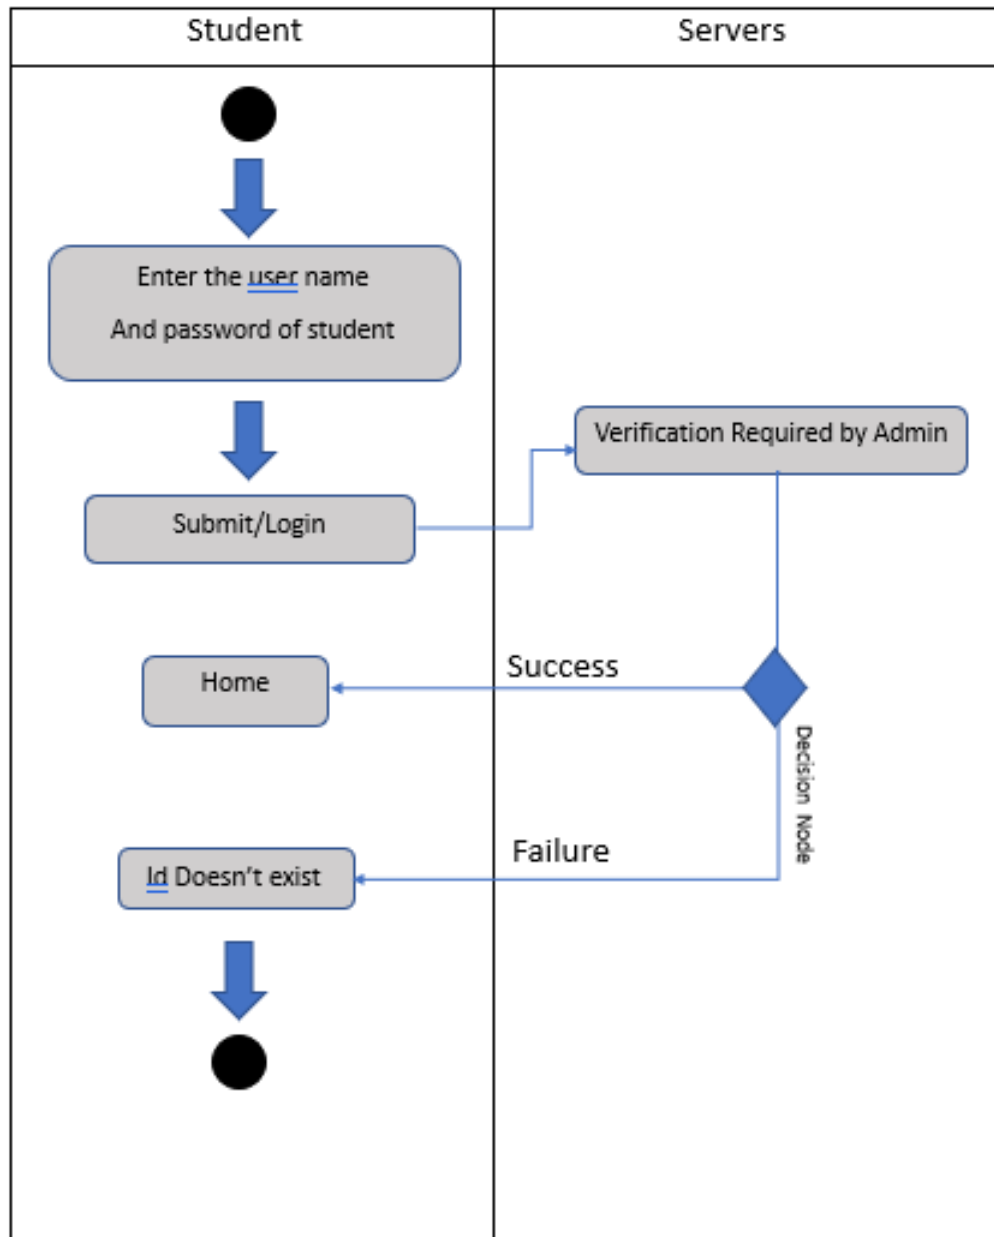 Student
Servers
Enter the user name
And password of student
Verification Required by Admin
Submit/Login
Success
Home
Decision Node
Failure
Id Doesn't exist